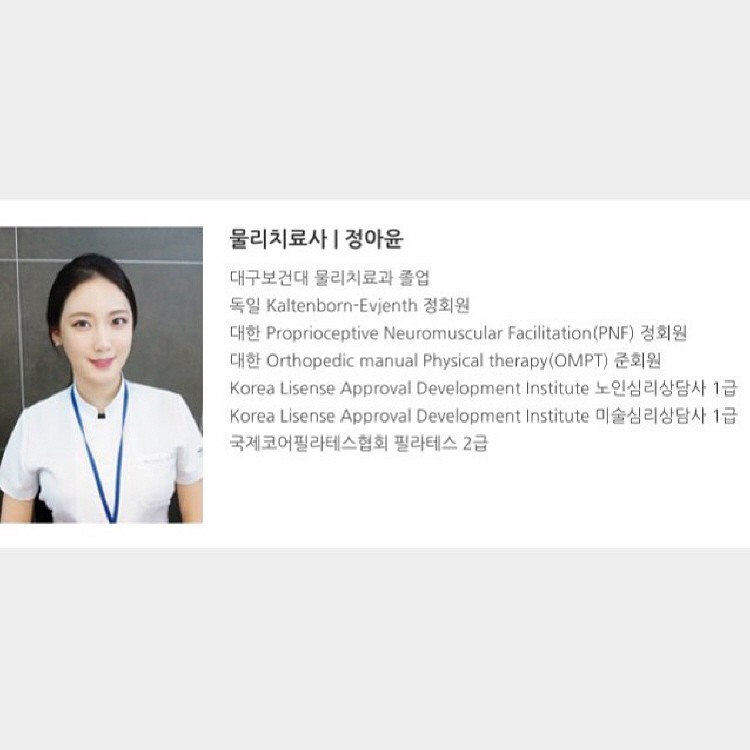 물리치료사 | 정아윤
대구보건대 물리치료과 졸업
독일 Kaltenborn-Evjenth 정회원
대한 Proprioceptive Neuromuscular Facilitation(PNF) 정회원
대한 Orthopedic manual Physical therapy(OMPT) 준회원
Korea Lisense Approval Development Institute 노인심리상담사 1급
Korea Lisense Approval Development Institute 미술심리상담사 1급
국제코어필라테스협회 필라테스 2급